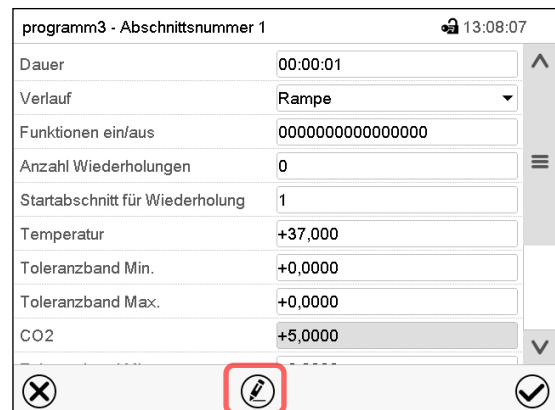 programm3 - Abschnittsnummer 1 13:08:07
Dauer 00:00:01
Verlauf Rampe
Funktionen ein/aus 0000000000000000
Anzahl Wiederholungen 0
Startabschnitt für Wiederholung 1
Temperatur +37,000
Toleranzband Min. +0,0000
Toleranzband Max. +0,0000
CO2 +5,0000